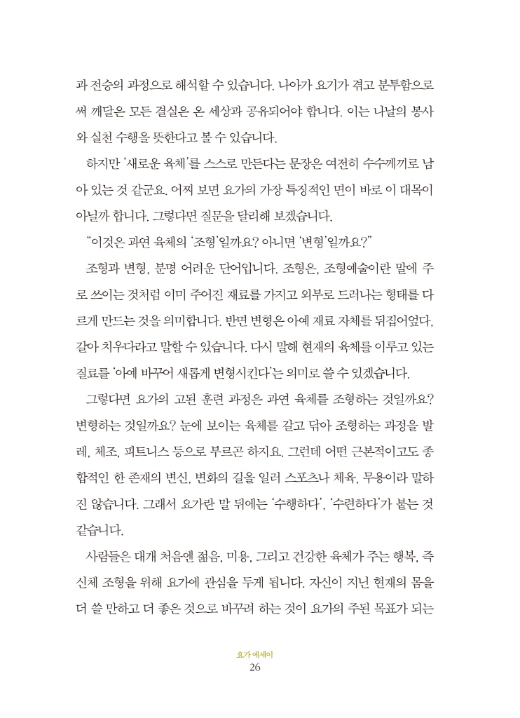 과 전승의 과정으로 해석할 수 있습니다. 나아가 요기가 겪고 분투함으로
써 깨달은 모든 결실은 온 세상과 공유되어야 합니다. 이는 나날의 봉사
와 실천 수행을 뜻한다고 볼 수 있습니다.
하지만 '새로운 육체'를 스스로 만든다는 문장은 여전히 수수께끼로 남
아 있는 것 같군요. 어찌 보면 요가의 가장 특징적인 면이 바로 이 대목이
아닐까 합니다. 그렇다면 질문을 달리해 보겠습니다.
"이것은 과연 육체의 '조형'일까요? 아니면 '변형'일까요?"
조형과 변형, 분명 어려운 단어입니다. 조형은, 조형예술이란 말에 주
로 쓰이는 것처럼 이미 주어진 재료를 가지고 외부로 드러나는 형태를 다
르게 만드는 것을 의미합니다. 반면 변형은 아예 재료 자체를 뒤집어엎다,
갈아 치우다라고 말할 수 있습니다. 다시 말해 현재의 육체를 이루고 있는
질료를 '아예 바꾸어 새롭게 변형시킨다'는 의미로 쓸 수 있겠습니다.
그렇다면 요가의 고된 훈련 과정은 과연 육체를 조형하는 것일까요?
변형하는 것일까요? 눈에 보이는 육체를 갈고 닦아 조형하는 과정을 발
레, 체조, 피트니스 등으로 부르곤 하지요. 그런데 어떤 근본적이고도 종
합적인 한 존재의 변신, 변화의 길을 일러 스포츠나 체육, 무용이라 말하
진 않습니다. 그래서 요가란 말 뒤에는 '수행하다', '수련하다'가 붙는 것
같습니다.
사람들은 대개 처음엔 젊음, 미용, 그리고 건강한 육체가 주는 행복, 즉
신체 조형을 위해 요가에 관심을 두게 됩니다. 자신이 지닌 현재의 몸을
더 쓸 만하고 더 좋은 것으로 바꾸려 하는 것이 요가의 주된 목표가 되는
요가 에세이
26